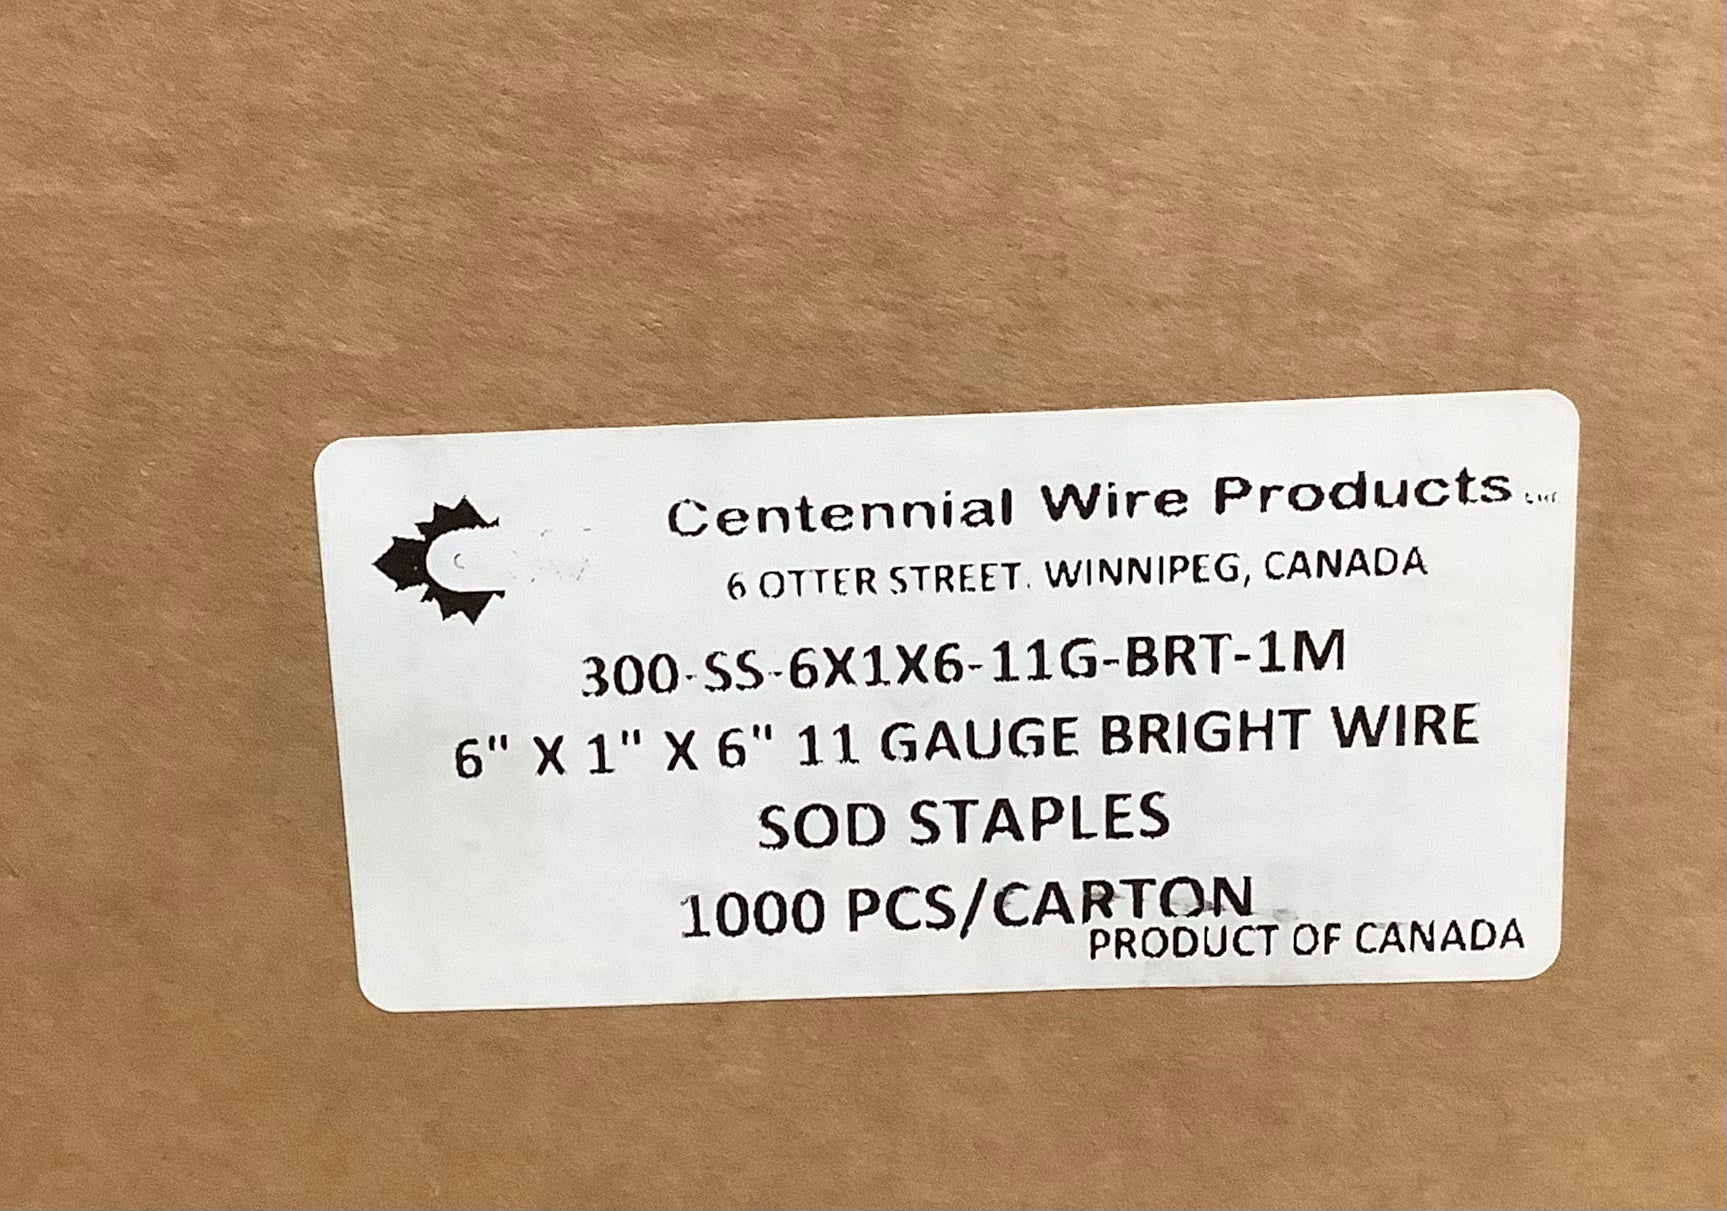 Centennial Wire Products
6 OTTER STREET. WINNIPEG, CANADA
300-SS-6X1X6-11G-BRT-1M
6" X 1" X 6" 11 GAUGE BRIGHT WIRE
SOD STAPLES
1000 PCS/CARTON
PRODUCT OF CANADA